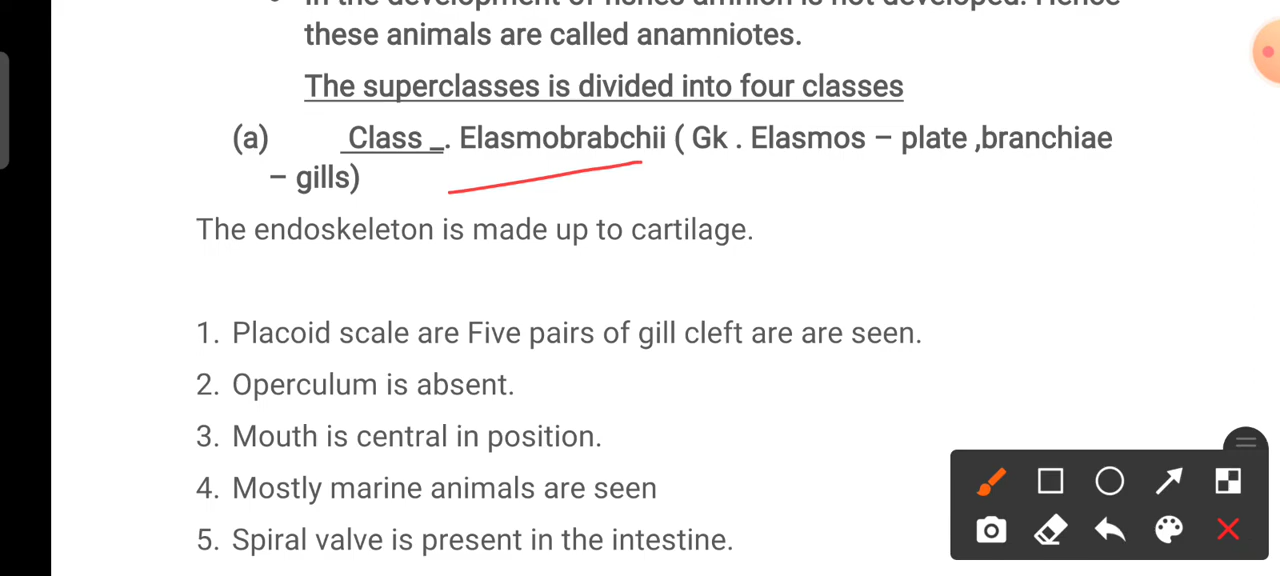 these animals are called anamniotes.
The superclasses is divided into four classes
(a) Class _. Elasmobrabchii ( Gk . Elasmos – plate ,branchiae
– gills)
The endoskeleton is made up to cartilage.
1. Placoid scale are Five pairs of gill cleft are are seen.
2. Operculum is absent.
3. Mouth is central in position.
4. Mostly marine animals are seen
5. Spiral valve is present in the intestine.